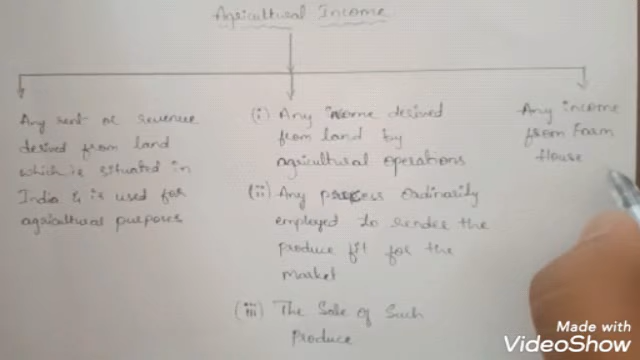 Agricultural Income
Any rent or revenue
derived from land
which is situated in
India & is used for
agricultural purposes
(i) Any income derived
from land by
agricultural operations
(ii) Any process ordinarily
employed to render the
produce fit for the
market
(iii) The Sale of Such
produce
Any income
from Farm
House
Made with
VideoShow